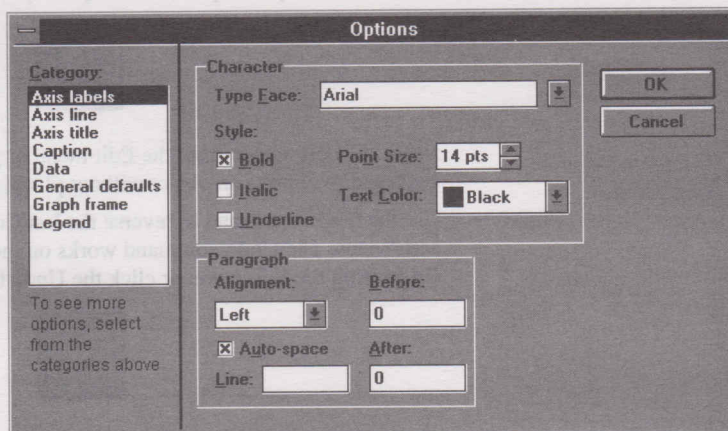 Options
Category:
Axis labels
Axis line
Axis title
Caption
Data
General defaults
Graph frame
Legend
To see more
options, select
from the
categories above
Character
Type Face: Arial
Style:
Bold
Italic
Underline
Point Size: 14 pts
Text Color: Black
Paragraph
Alignment: Before:
Left 0
Auto-space After:
Line: 0
OK
Cancel